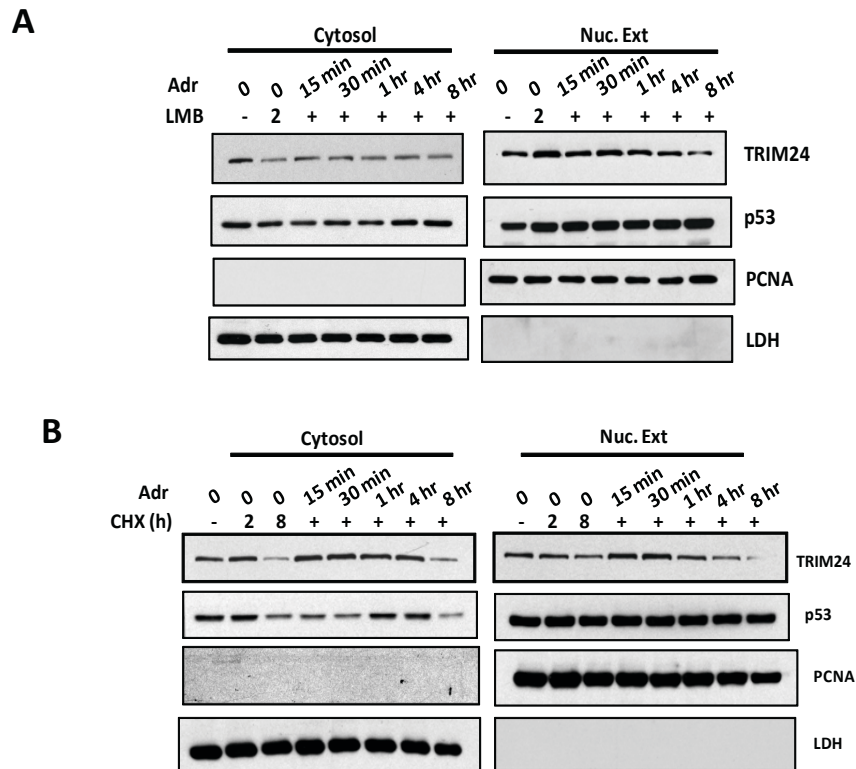 A
Cytosol
Nuc. Ext
Adr 0 0 15 min 30 min 1 hr 4 hr 8 hr 0 0 15 min 30 min 1 hr 4 hr 8 hr
LMB - 2 + + + + + - 2 + + + + +
TRIM24
p53
PCNA
LDH
B
Cytosol
Nuc. Ext
Adr 0 0 0 15 min 30 min 1 hr 4 hr 8 hr 0 0 0 15 min 30 min 1 hr 4 hr 8 hr
CHX (h) - 2 8 + + + + + - 2 8 + + + + +
TRIM24
p53
PCNA
LDH